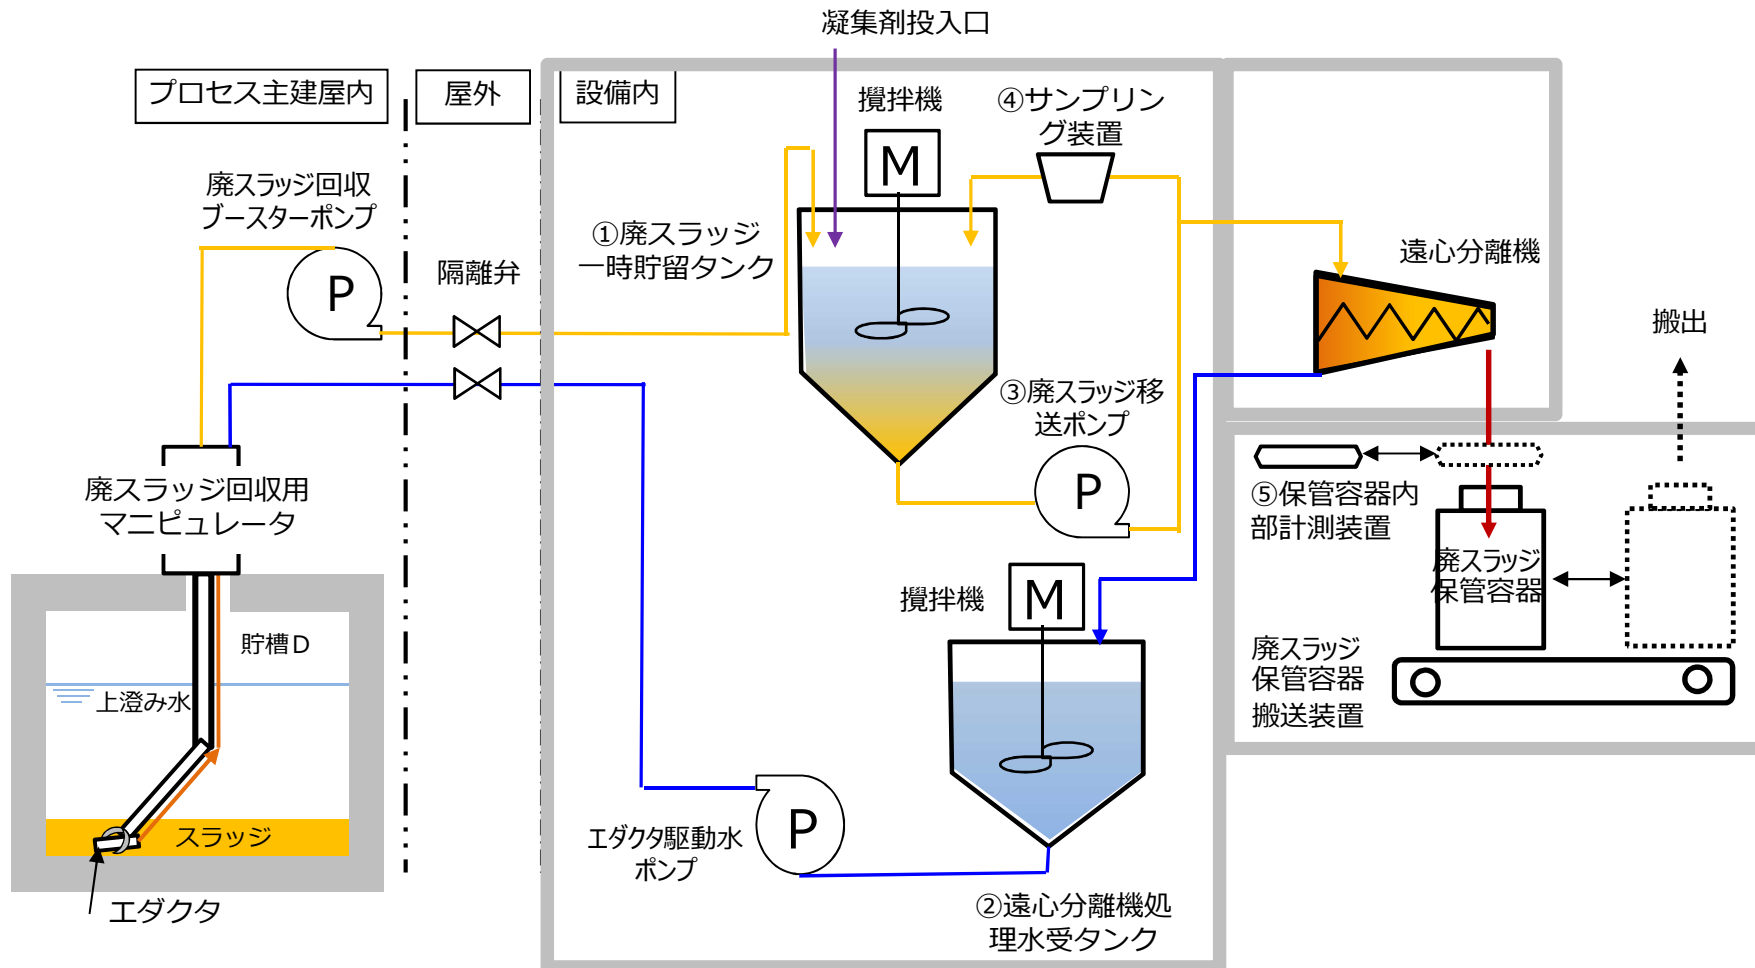 凝集剤投入口
プロセス主建屋内
屋外
設備内
攪拌機
④サンプリン
グ装置
M
廃スラッジ回収
ブースターポンプ
P
隔離弁
①廃スラッジ
一時貯留タンク
遠心分離機
搬出
③廃スラッジ移
送ポンプ
P
廃スラッジ回収用
マニピュレータ
⑤保管容器内
部計測装置
廃スラッジ
保管容器
攪拌機
M
貯槽D
上澄み水
スラッジ
エダクタ
廃スラッジ
保管容器
搬送装置
エダクタ駆動水
ポンプ
P
②遠心分離機処
理水受タンク